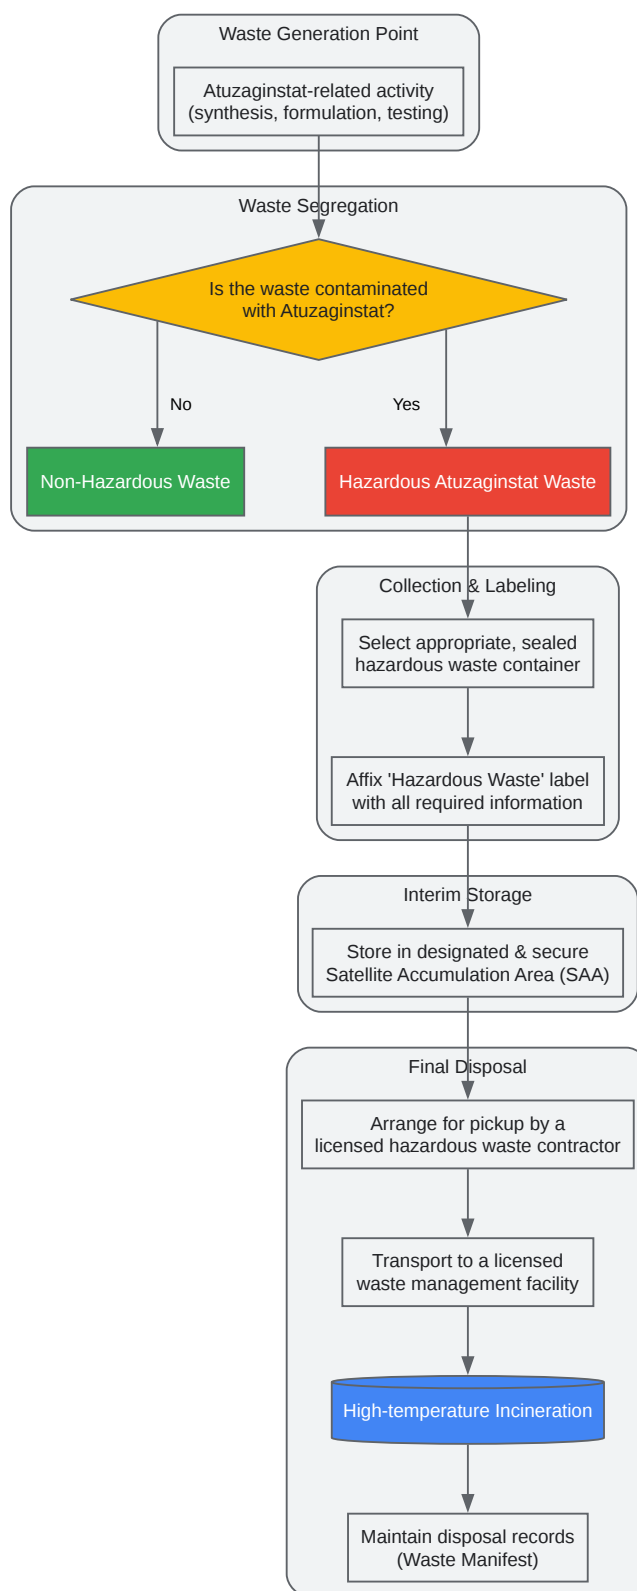 Waste Generation Point
Atuzaginstat-related activity
(synthesis, formulation, testing)
Waste Segregation
Is the waste contaminated
with Atuzaginstat?
No
Yes
Non-Hazardous Waste
Hazardous Atuzaginstat Waste
Collection & Labeling
Select appropriate, sealed
hazardous waste container
Affix 'Hazardous Waste' label
with all required information
Interim Storage
Store in designated & secure
Satellite Accumulation Area (SAA)
Final Disposal
Arrange for pickup by a
licensed hazardous waste contractor
Transport to a licensed
waste management facility
High-temperature Incineration
Maintain disposal records
(Waste Manifest)